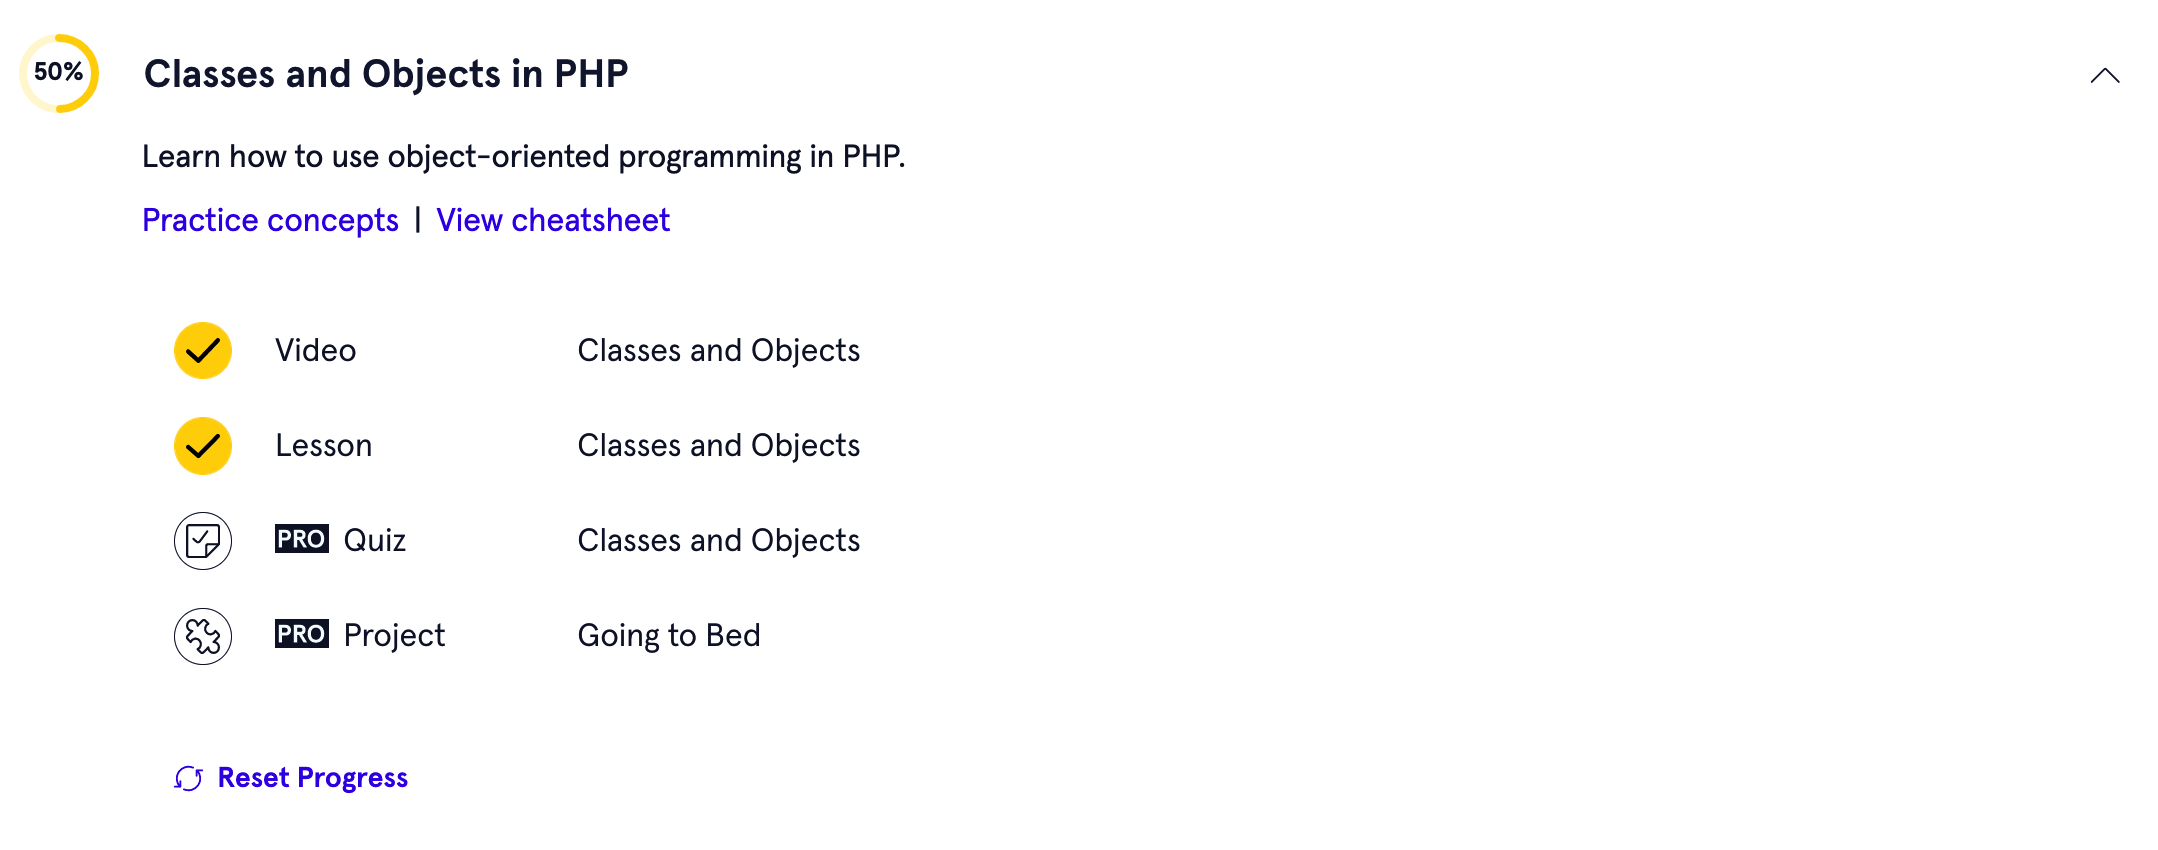 50% Classes and Objects in PHP
Learn how to use object-oriented programming in PHP.
Practice concepts | View cheatsheet
Video Classes and Objects
Lesson Classes and Objects
PRO Quiz Classes and Objects
PRO Project Going to Bed
Reset Progress